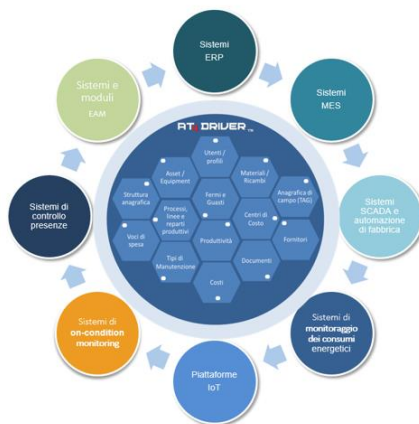 Sistemi
ERP
Sistemi
MES
Sistemi
SCADA e
automazione
di fabbrica
Sistemi di
monitoraggio
dei consumi
energetici
Piattaforme
IoT
Sistemi di
on-condition
monitoring
Sistemi di
controllo
presenze
Sistemi e
moduli
EAM
Utenti /
profili
Asset /
Equipment
Materiali /
Ricambi
Struttura
anagrafica
Fermi e
Guasti
Anagrafica di
campo (TAG)
Processi,
linee e
reparti
produttivi
Centri di
Costo
Voci di
spesa
Produttività
Fornitori
Tipi di
Manutenzione
Documenti
Costi